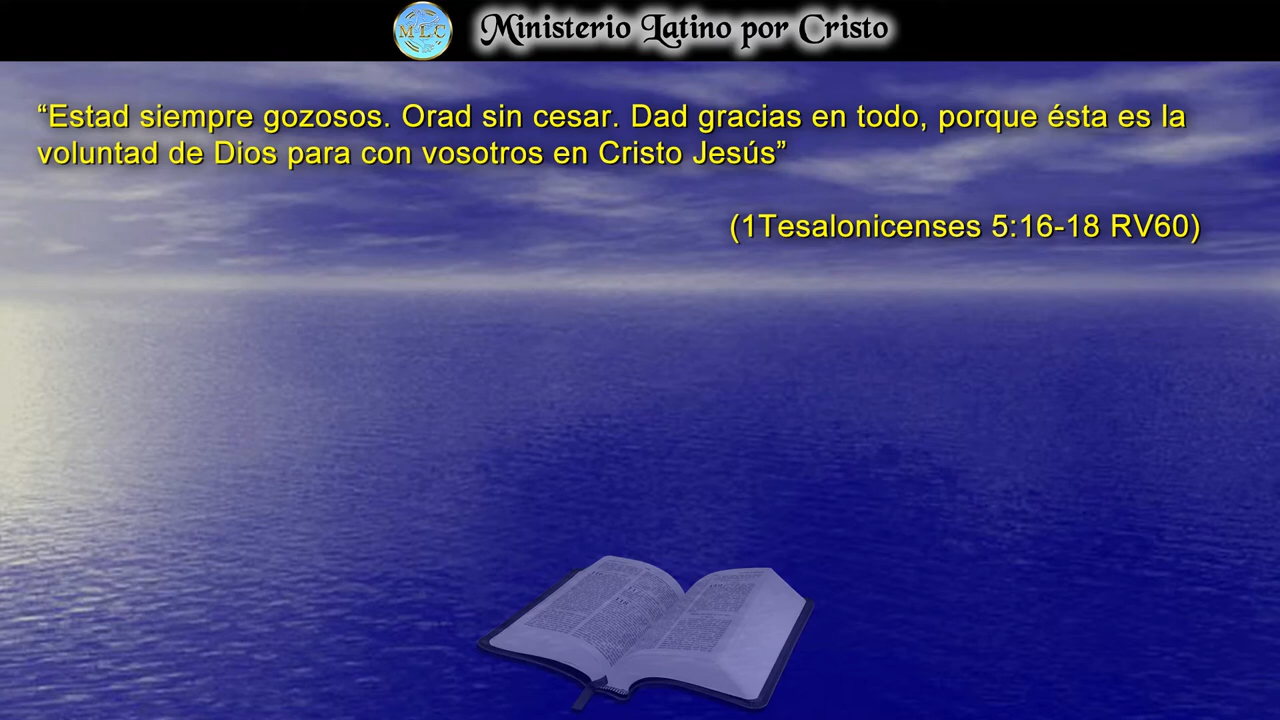 MLC
Ministerio Latino por Cristo
“Estad siempre gozosos. Orad sin cesar. Dad gracias en todo, porque ésta es la
voluntad de Dios para con vosotros en Cristo Jesús”
(1Tesalonicenses 5:16-18 RV60)